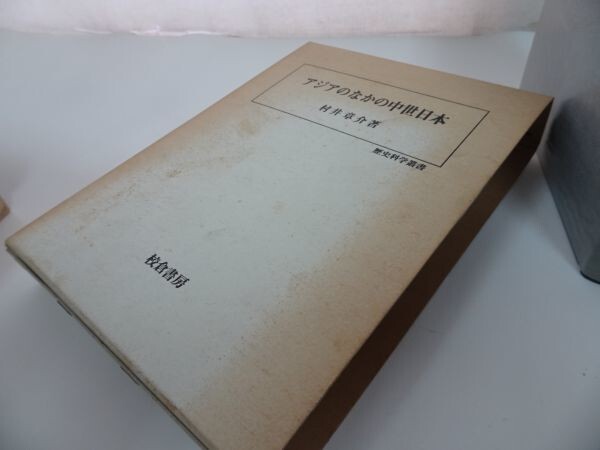 アジアのなかの中世日本
村井章介著
歴史科学叢書
校倉書房